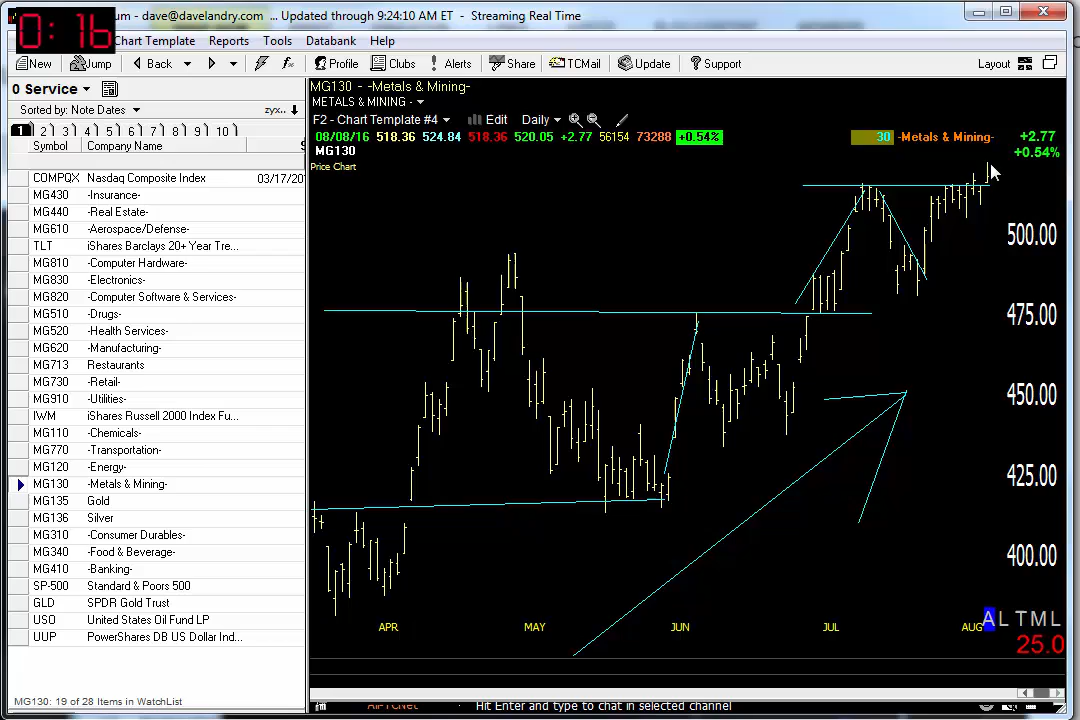 0:16
um - dave@davelandry.com ... Updated through 9:24:10 AM ET - Streaming Real Time
Chart Template Reports Tools Databank Help
New Jump Back Profile Clubs Alerts Share TCMail Update Support Layout
0 Service
Sorted by: Note Dates zyx..
1 2 3 4 5 6 7 8 9 10
Symbol Company Name S
COMPQX Nasdaq Composite Index 03/17/20
MG430 -Insurance-
MG440 -Real Estate-
MG610 -Aerospace/Defense-
TLT iShares Barclays 20+ Year Tre...
MG810 -Computer Hardware-
MG830 -Electronics-
MG820 -Computer Software & Services-
MG510 -Drugs-
MG520 -Health Services-
MG620 -Manufacturing-
MG713 Restaurants
MG730 -Retail-
MG910 -Utilities-
IWM iShares Russell 2000 Index Fu...
MG110 -Chemicals-
MG770 -Transportation-
MG120 -Energy-
MG130 -Metals & Mining-
MG135 Gold
MG136 Silver
MG310 -Consumer Durables-
MG340 -Food & Beverage-
MG410 -Banking-
SP-500 Standard & Poors 500
GLD SPDR Gold Trust
USO United States Oil Fund LP
UUP PowerShares DB US Dollar Ind...
MG130: 19 of 28 Items in WatchList
MG130 - -Metals & Mining-
METALS & MINING -
F2 - Chart Template #4 Edit Daily
08/08/16 518.36 524.84 518.36 520.05 +2.77 56154 73288 +0.54% 30 -Metals & Mining- +2.77
+0.54%
MG130
Price Chart
500.00
475.00
450.00
425.00
400.00
APR MAY JUN JUL AUG
A L T M L
25.0
Hit Enter and type to chat in selected channel